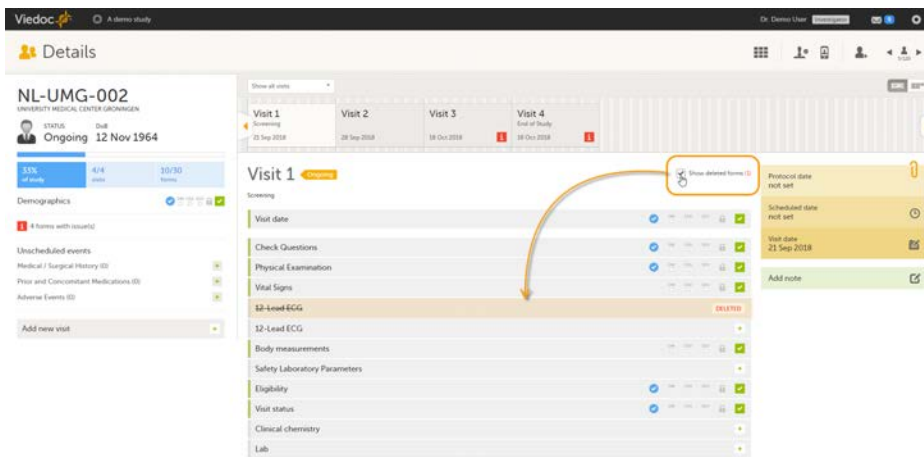 Viedoc
A demo study
Dr. Demo User
Investigator
Details
NL-UMG-002
UNIVERSITY MEDICAL CENTER GRONINGEN
STATUS
DoB
Ongoing
12 Nov 1964
33%
of study
4/4
visits
10/30
forms
Demographics
4 forms with issue(s)
Unscheduled events
Medical / Surgical History (0)
Prior and Concomitant Medications (0)
Adverse Events (0)
Add new visit
Show all visits
Visit 1
Screening
21 Sep 2018
Visit 2
28 Sep 2018
Visit 3
18 Oct 2018
Visit 4
End of Study
18 Oct 2018
Visit 1
Ongoing
Screening
Show deleted forms (1)
Visit date
Check Questions
Physical Examination
Vital Signs
12-Lead ECG
DELETED
12-Lead ECG
Body measurements
Safety Laboratory Parameters
Eligibility
Visit status
Clinical chemistry
Lab
Protocol date
not set
Scheduled date
not set
Visit date
21 Sep 2018
Add note